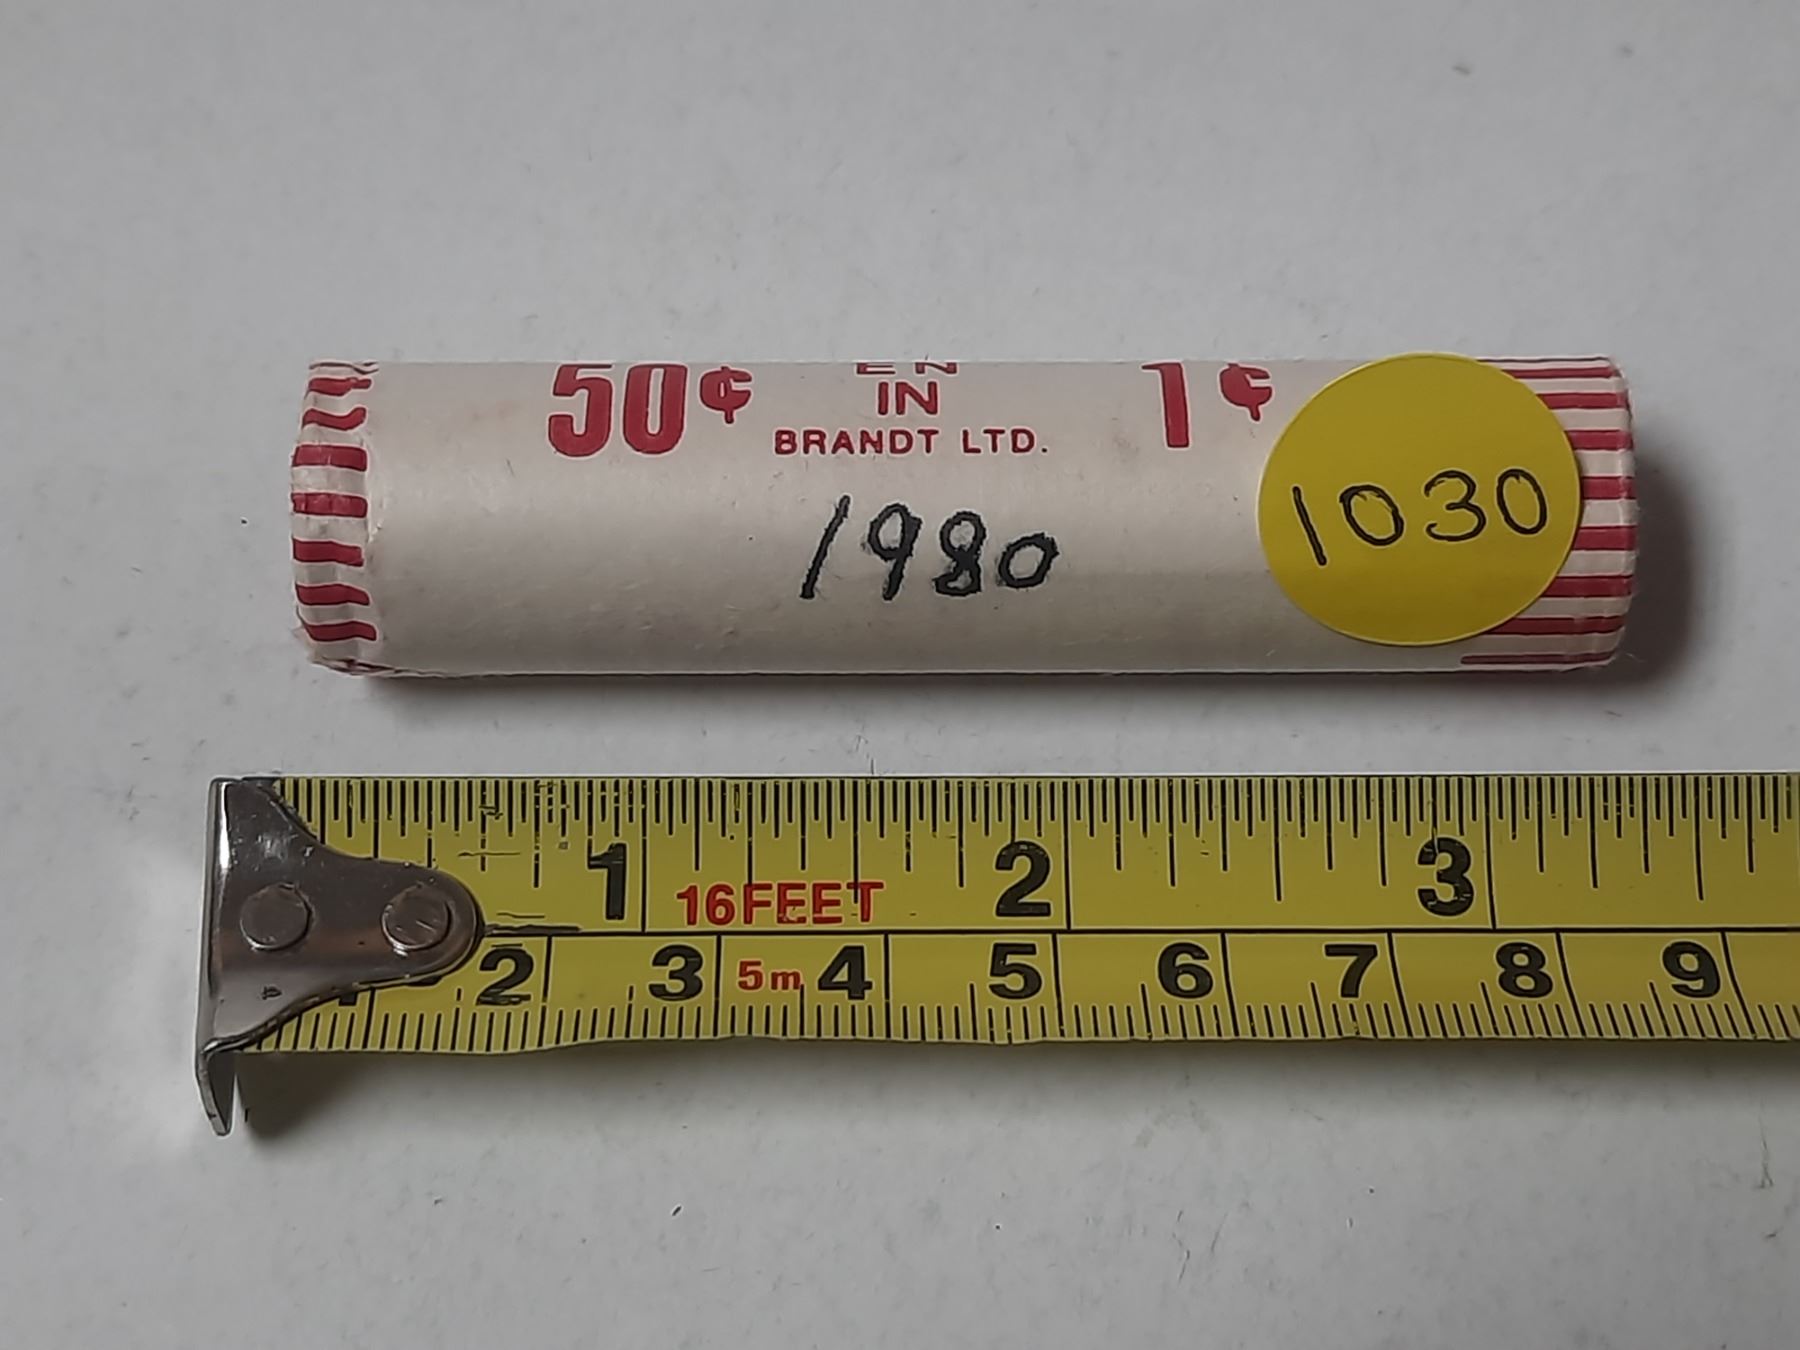 50¢ EN 1¢
IN
BRANDT LTD.
1980
1030
1 2 3
16FEET
2 3 4 5 6 7 8 9
5m